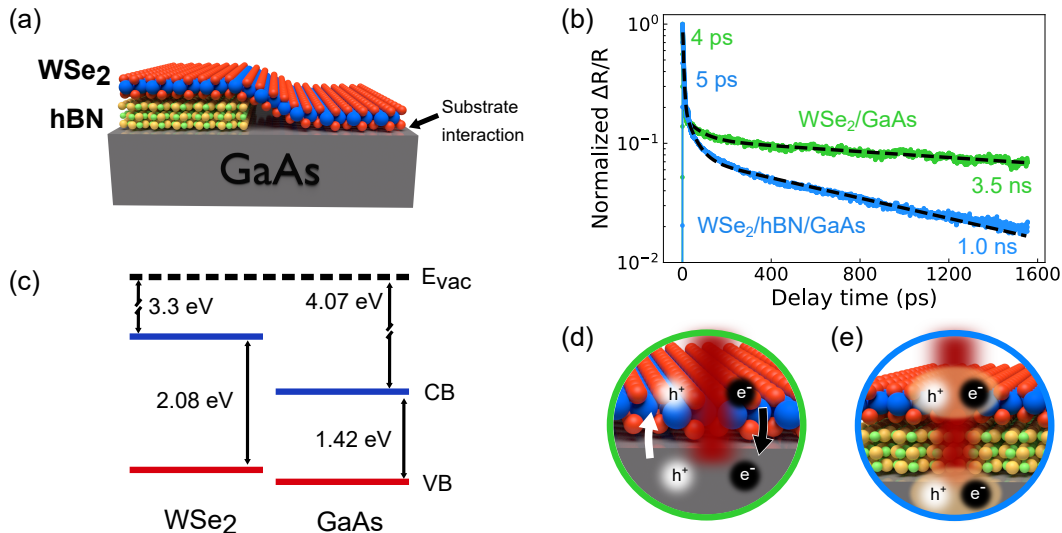 (a)
WSe2
hBN
GaAs
Substrate
interaction
(b)
Normalized ΔR/R
10⁰
10⁻¹
10⁻²
4 ps
5 ps
WSe2/GaAs
3.5 ns
WSe2/hBN/GaAs
1.0 ns
0
400
800
1200
1600
Delay time (ps)
(c)
Evac
3.3 eV
4.07 eV
2.08 eV
CB
1.42 eV
VB
WSe2
GaAs
(d)
h⁺
e⁻
h⁺
e⁻
(e)
h⁺
e⁻
h⁺
e⁻